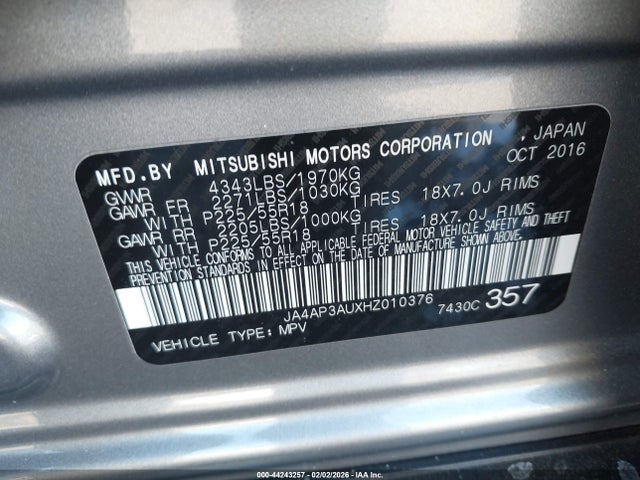 MFD.BY MITSUBISHI MOTORS CORPORATION , JAPAN
OCT 2016
GVWR 4343LBS/1970KG
GAWR FR 2271LBS/1030KG
WITH P225/55R18 TIRES 18X7.0J RIMS
GAWR RR 2205LBS/1000KG
WITH P225/55R18 TIRES 18X7.0J RIMS
THIS VEHICLE CONFORMS TO ALL APPLICABLE FEDERAL MOTOR VEHICLE SAFETY AND THEFT
PREVENTION STANDARDS IN EFFECT ON THE DATE OF MANUFACTURE SHOWN ABOVE.
JA4AP3AUXHZ010376 7430C 357
VEHICLE TYPE: MPV
000-44243257 - 02/02/2026 - IAA Inc.